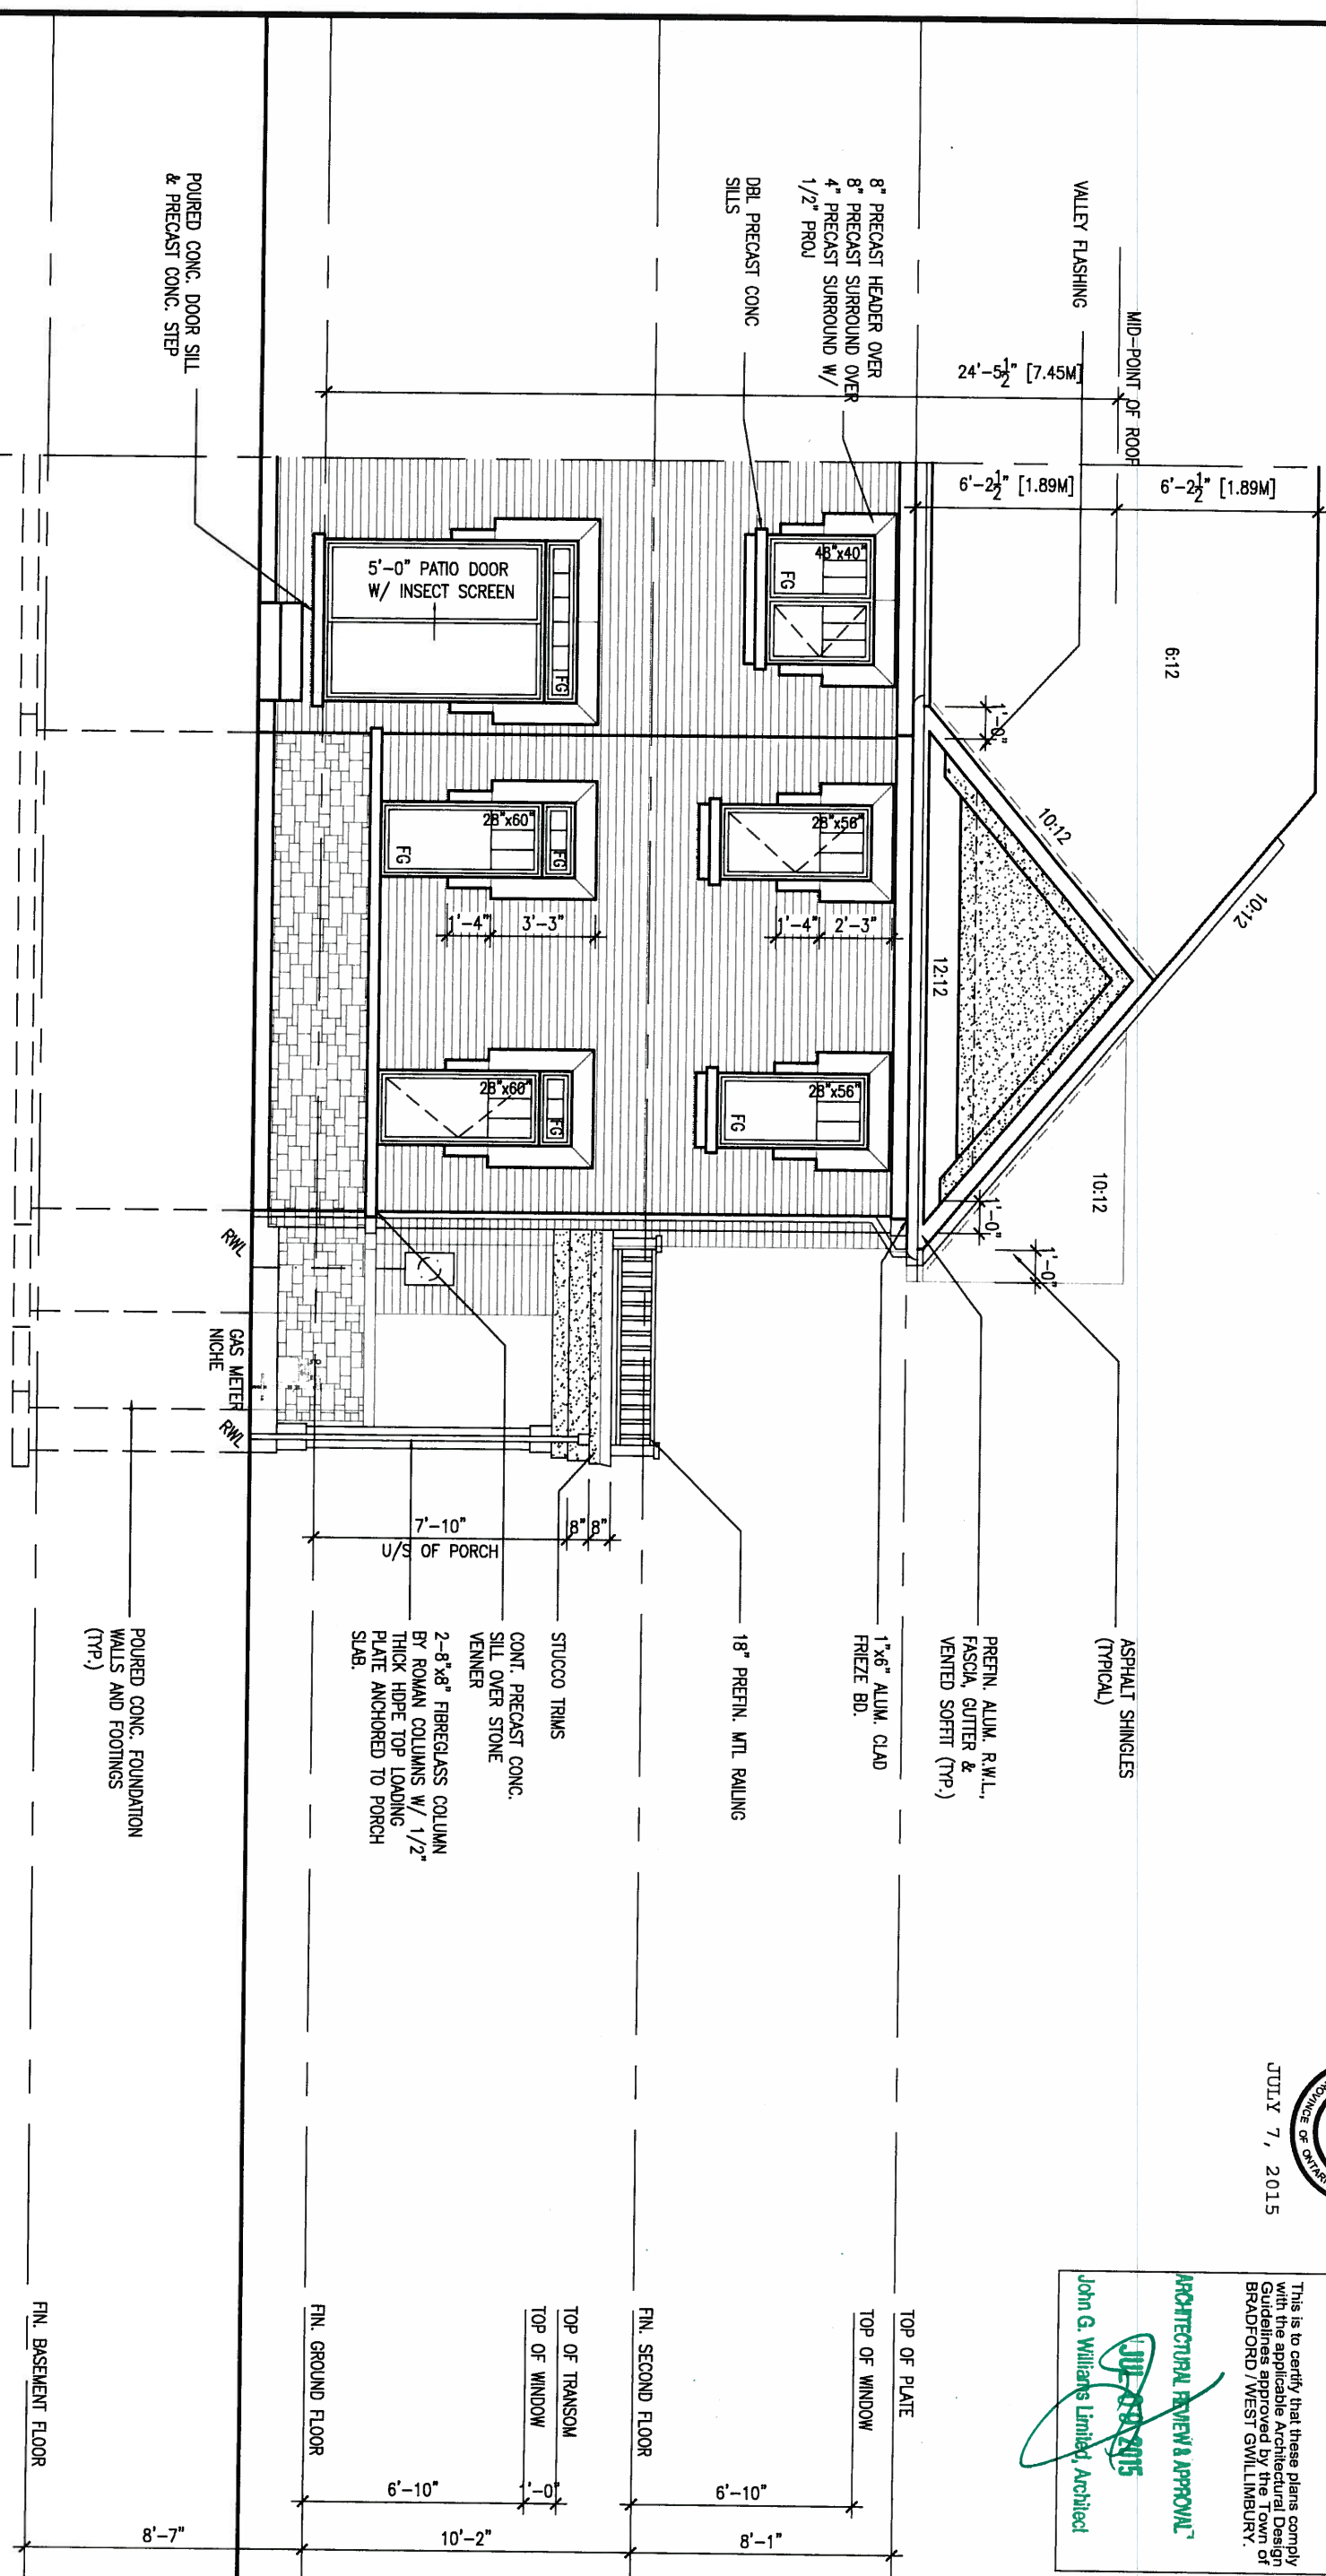 This is to certify that these plans comply
with the applicable Architectural Design
Guidelines approved by the Town of
BRADFORD / WEST GWILLIMBURY.
ARCHITECTURAL REVIEW & APPROVAL
JUL 09 2015
John G. Williams Limited, Architect
JULY 7, 2015
MID-POINT OF ROOF
24'-5½" [7.45M]
6'-2½" [1.89M]
6'-2½" [1.89M]
VALLEY FLASHING
8" PRECAST HEADER OVER
8" PRECAST SURROUND OVER
4" PRECAST SURROUND W/
1/2" PROJ
DBL PRECAST CONC
SILLS
POURED CONC. DOOR SILL
& PRECAST CONC. STEP
6:12
10:12
10:12
12:12
10:12
1'-0"
1'-0"
1'-0"
48"x40"
FG
28"x56"
28"x56"
FG
1'-4"
2'-3"
5'-0" PATIO DOOR
W/ INSECT SCREEN
FG
28"x60"
FG
FG
28"x60"
FG
1'-4"
3'-3"
RWL
GAS METER
NICHE
RWL
7'-10"
U/S OF PORCH
8"
8"
ASPHALT SHINGLES
(TYPICAL)
PREFIN. ALUM. R.W.L.,
FASCIA, GUTTER &
VENTED SOFFIT (TYP.)
1"x6" ALUM. CLAD
FRIEZE BD.
18" PREFIN. MTL RAILING
STUCCO TRIMS
CONT. PRECAST CONC.
SILL OVER STONE
VENNER
2-8"x8" FIBREGLASS COLUMN
BY ROMAN COLUMNS W/ 1/2"
THICK HDPE TOP LOADING
PLATE ANCHORED TO PORCH
SLAB.
POURED CONC. FOUNDATION
WALLS AND FOOTINGS
(TYP.)
TOP OF PLATE
TOP OF WINDOW
FIN. SECOND FLOOR
TOP OF TRANSOM
TOP OF WINDOW
FIN. GROUND FLOOR
FIN. BASEMENT FLOOR
6'-10"
8'-1"
1'-0"
6'-10"
10'-2"
8'-7"